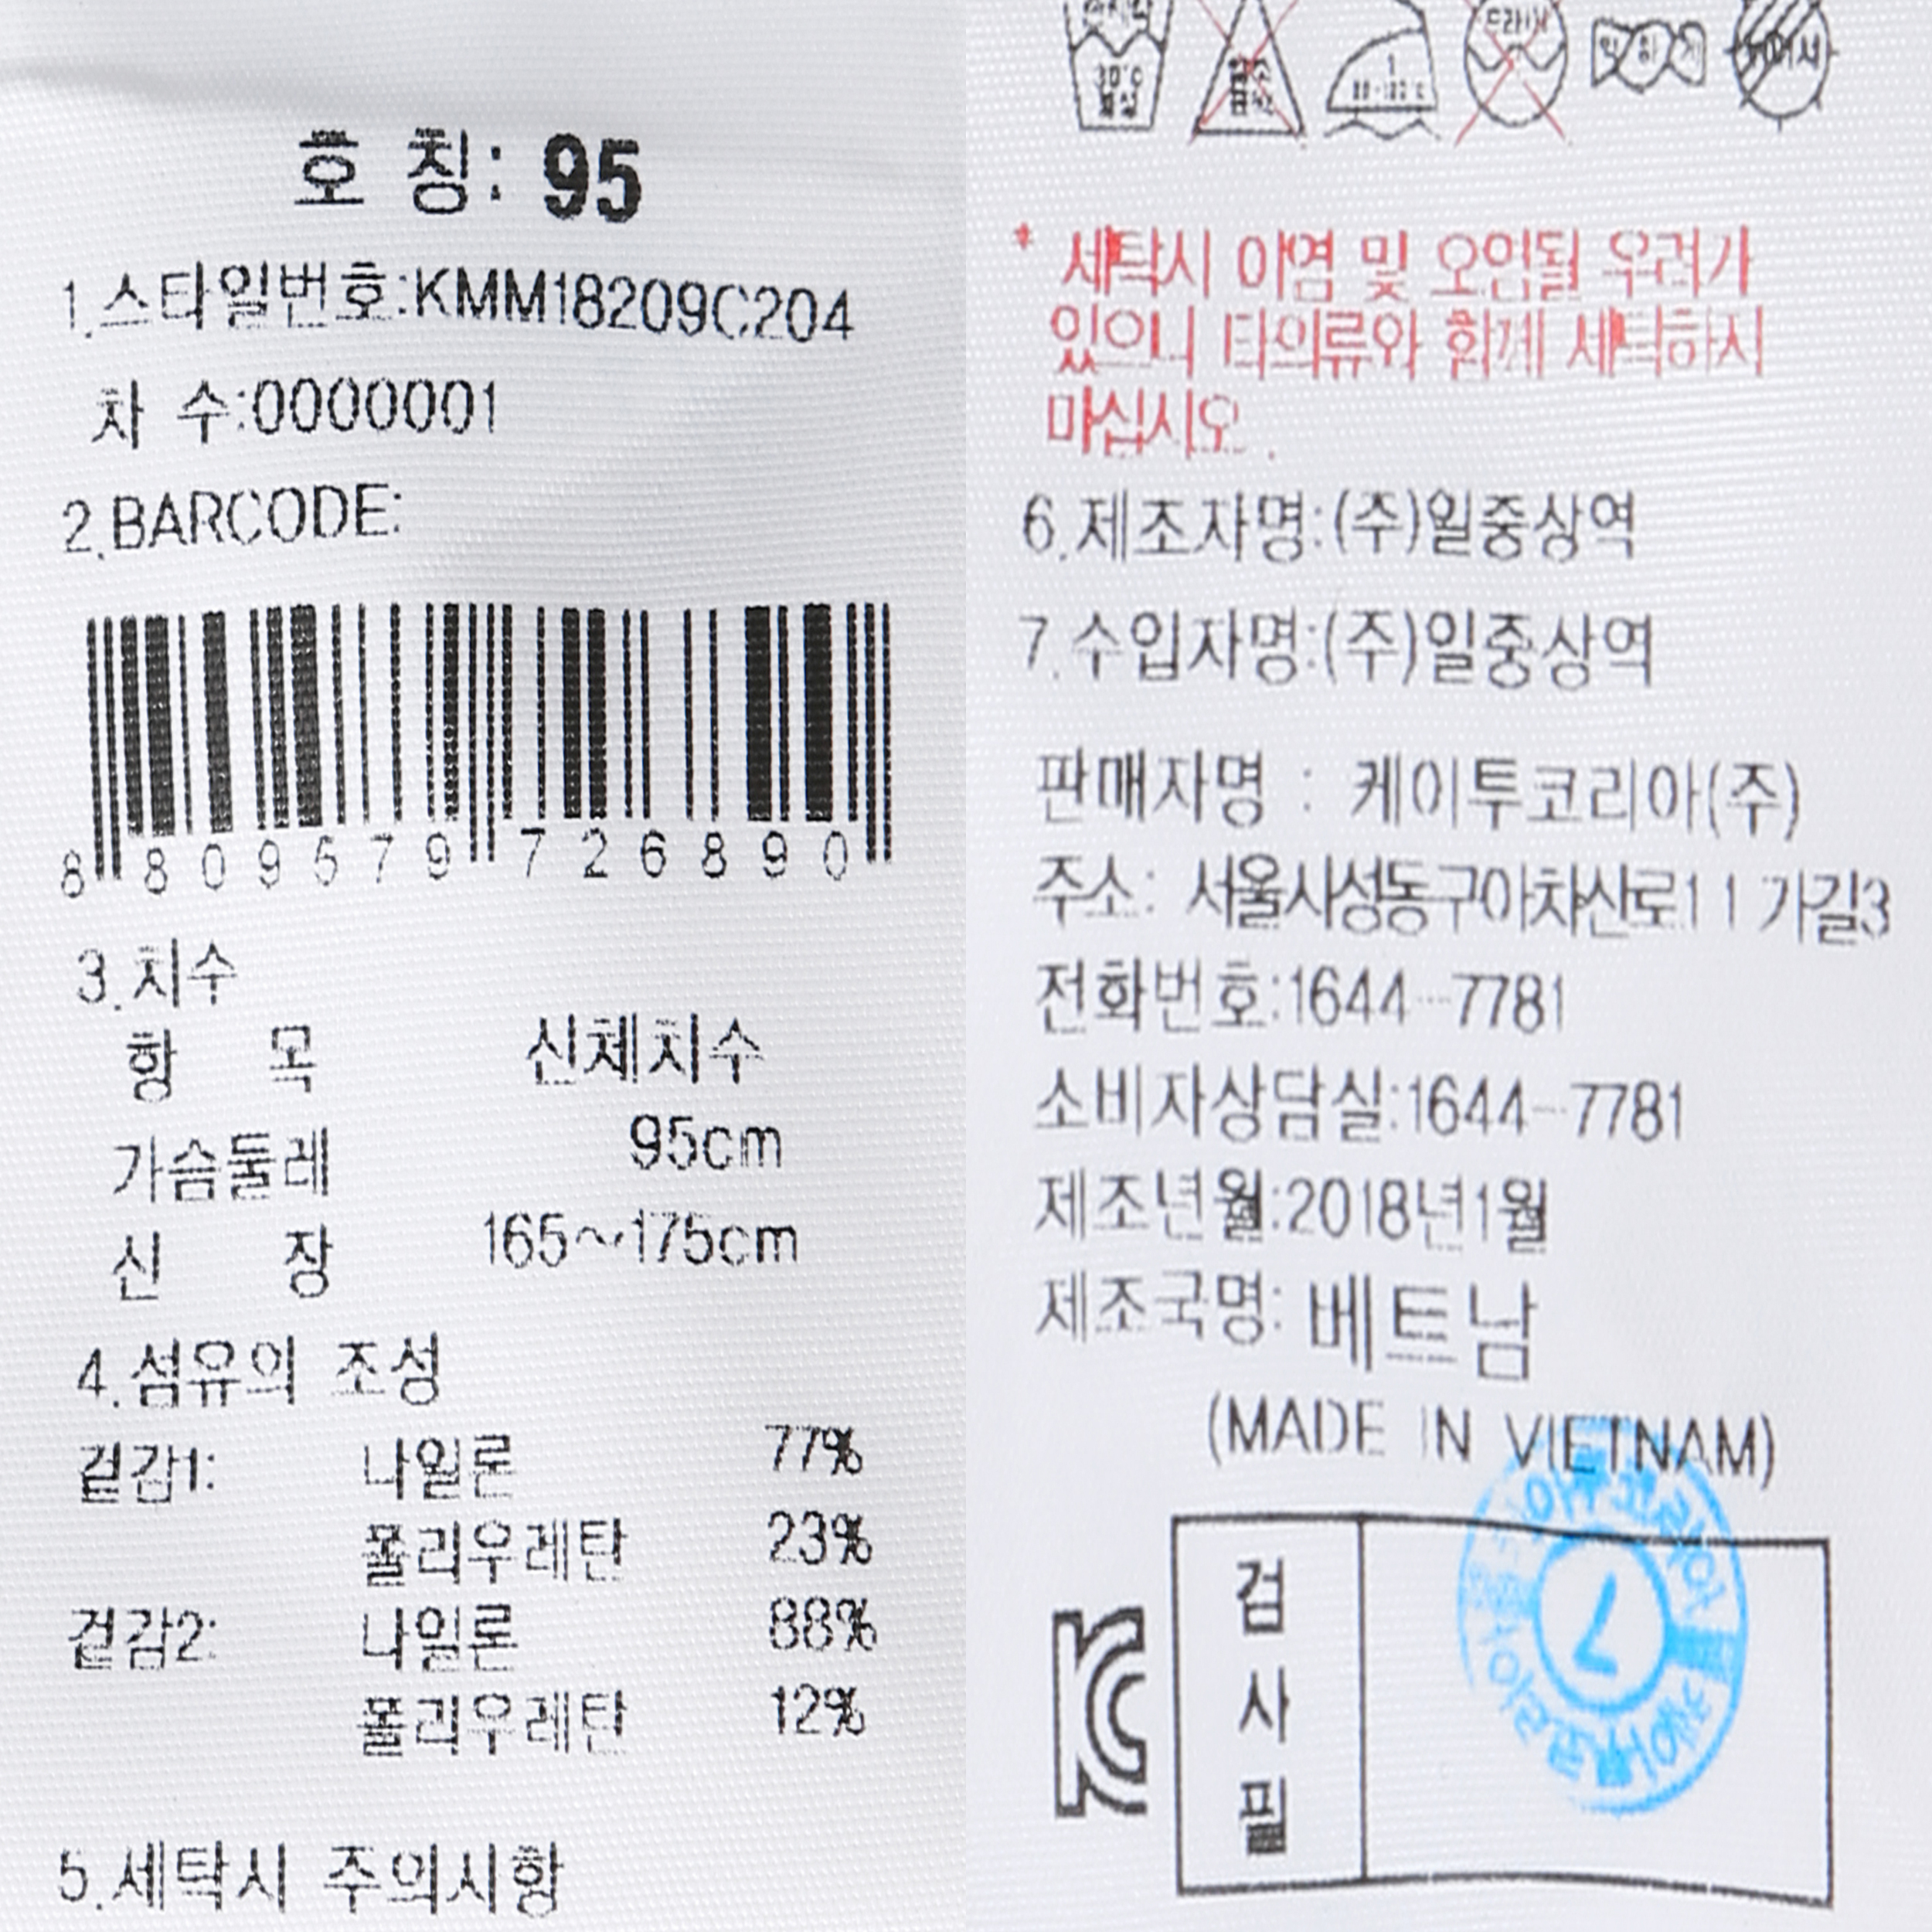 호 칭: 95
1.스타일번호:KMM18209C204
차 수:0000001
2.BARCODE:
8 809579 726890
3.치수
항 목 신체치수
가슴둘레 95cm
신 장 165~175cm
4.섬유의 조성
겉감1: 나일론 77%
폴리우레탄 23%
겉감2: 나일론 88%
폴리우레탄 12%
5.세탁시 주의사항
30℃
드라이
약하게
* 세탁시 이염 및 오염될 우려가
있으니 타의류와 함께 세탁하지
마십시오.
6.제조자명:(주)일중상역
7.수입자명:(주)일중상역
판매자명 : 케이투코리아(주)
주소: 서울시성동구아차산로11가길3
전화번호:1644-7781
소비자상담실:1644-7781
제조년월:2018년1월
제조국명: 베트남
(MADE IN VIETNAM)
KC
검사필
7